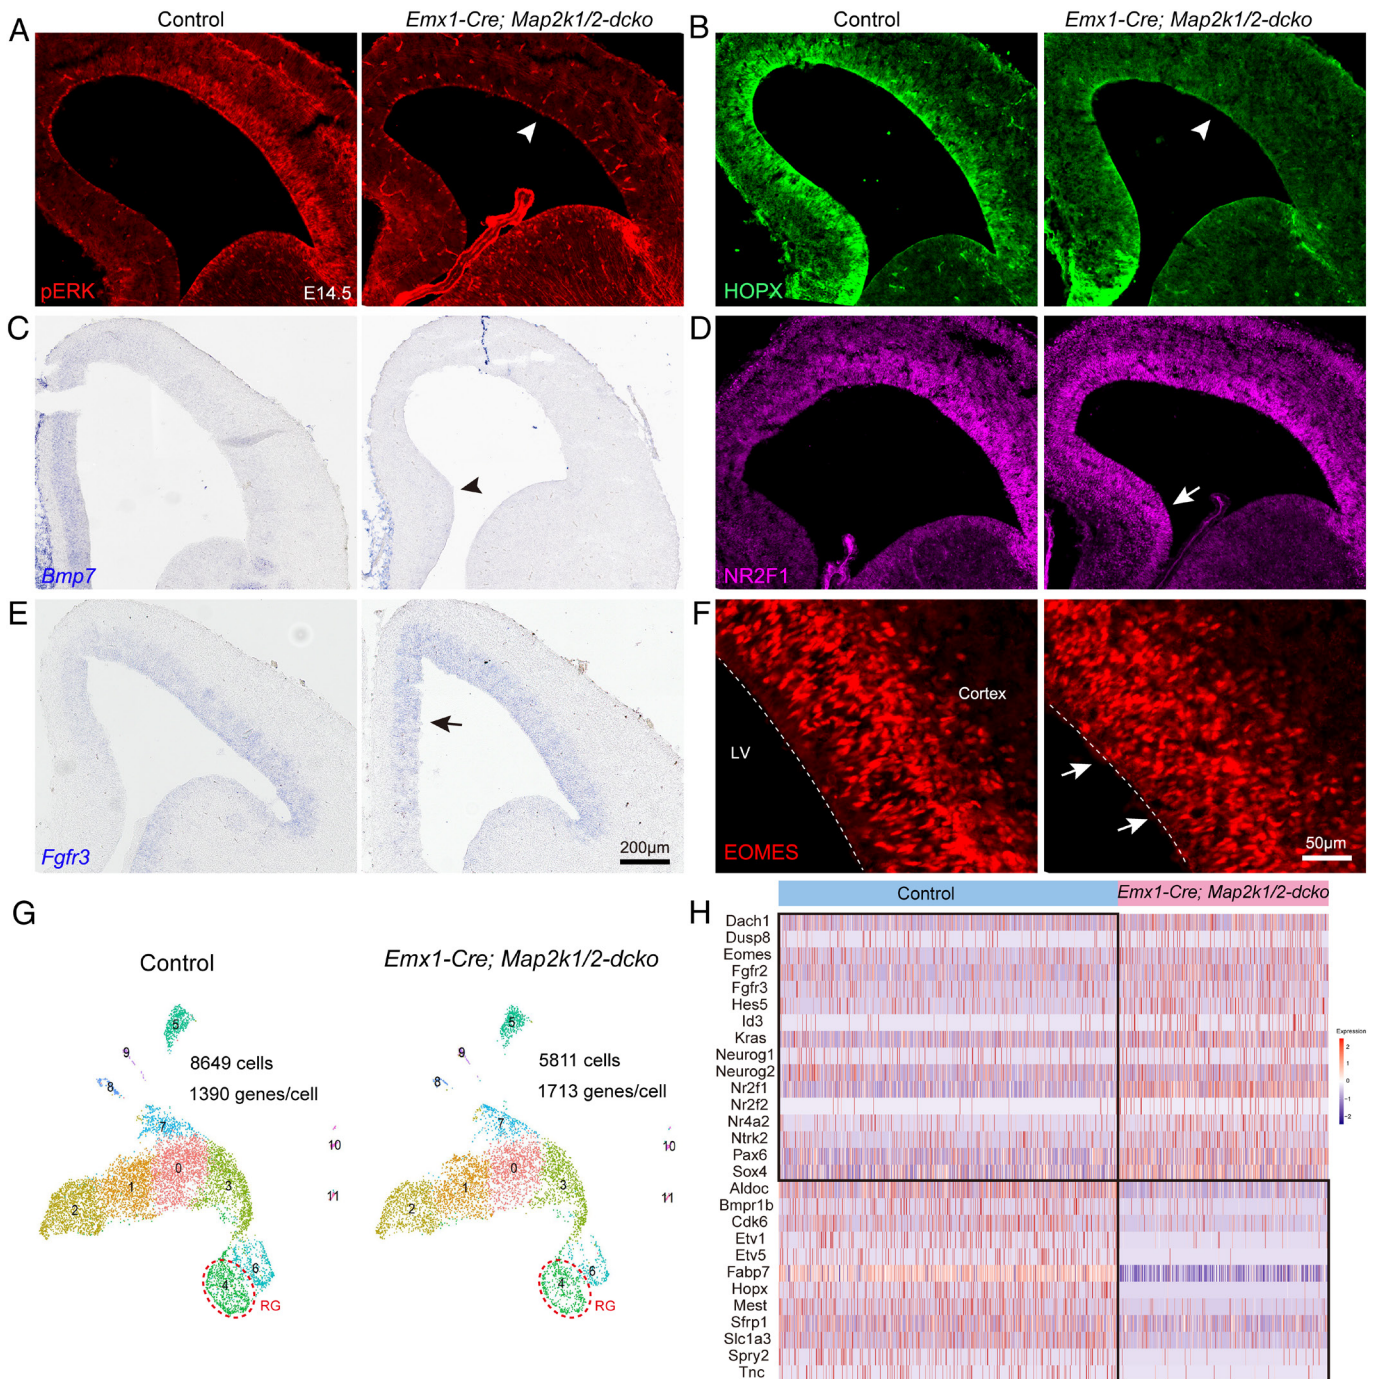 A
Control
Emx1-Cre; Map2k1/2-dcko
pERK
E14.5
B
Control
Emx1-Cre; Map2k1/2-dcko
HOPX
C
Bmp7
D
NR2F1
E
Fgfr3
200μm
F
LV
Cortex
EOMES
50μm
G
Control
Emx1-Cre; Map2k1/2-dcko
5
9
8
8649 cells
1390 genes/cell
7
0
1
2
3
10
11
6
4
RG
5
9
8
5811 cells
1713 genes/cell
7
0
1
2
3
10
11
6
4
RG
H
Control
Emx1-Cre; Map2k1/2-dcko
Dach1
Dusp8
Eomes
Fgfr2
Fgfr3
Hes5
Id3
Kras
Neurog1
Neurog2
Nr2f1
Nr2f2
Nr4a2
Ntrk2
Pax6
Sox4
Aldoc
Bmpr1b
Cdk6
Etv1
Etv5
Fabp7
Hopx
Mest
Sfrp1
Slc1a3
Spry2
Tnc
Expression
2
1
0
-1
-2